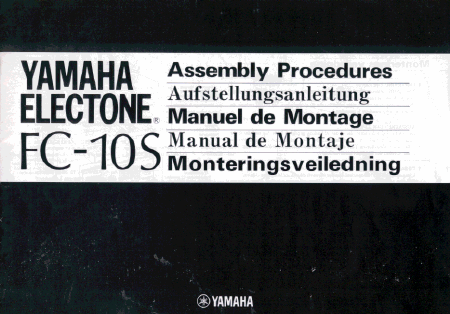 YAMAHA
ELECTONE®
FC-10S
Assembly Procedures
Aufstellungsanleitung
Manuel de Montage
Manual de Montaje
Monteringsveiledning
YAMAHA